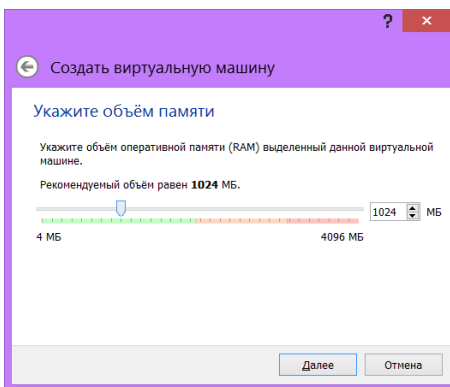 ?
Создать виртуальную машину
Укажите объём памяти
Укажите объём оперативной памяти (RAM) выделенный данной виртуальной
машине.
Рекомендуемый объём равен 1024 МБ.
1024 МБ
4 МБ 4096 МБ
Далее Отмена